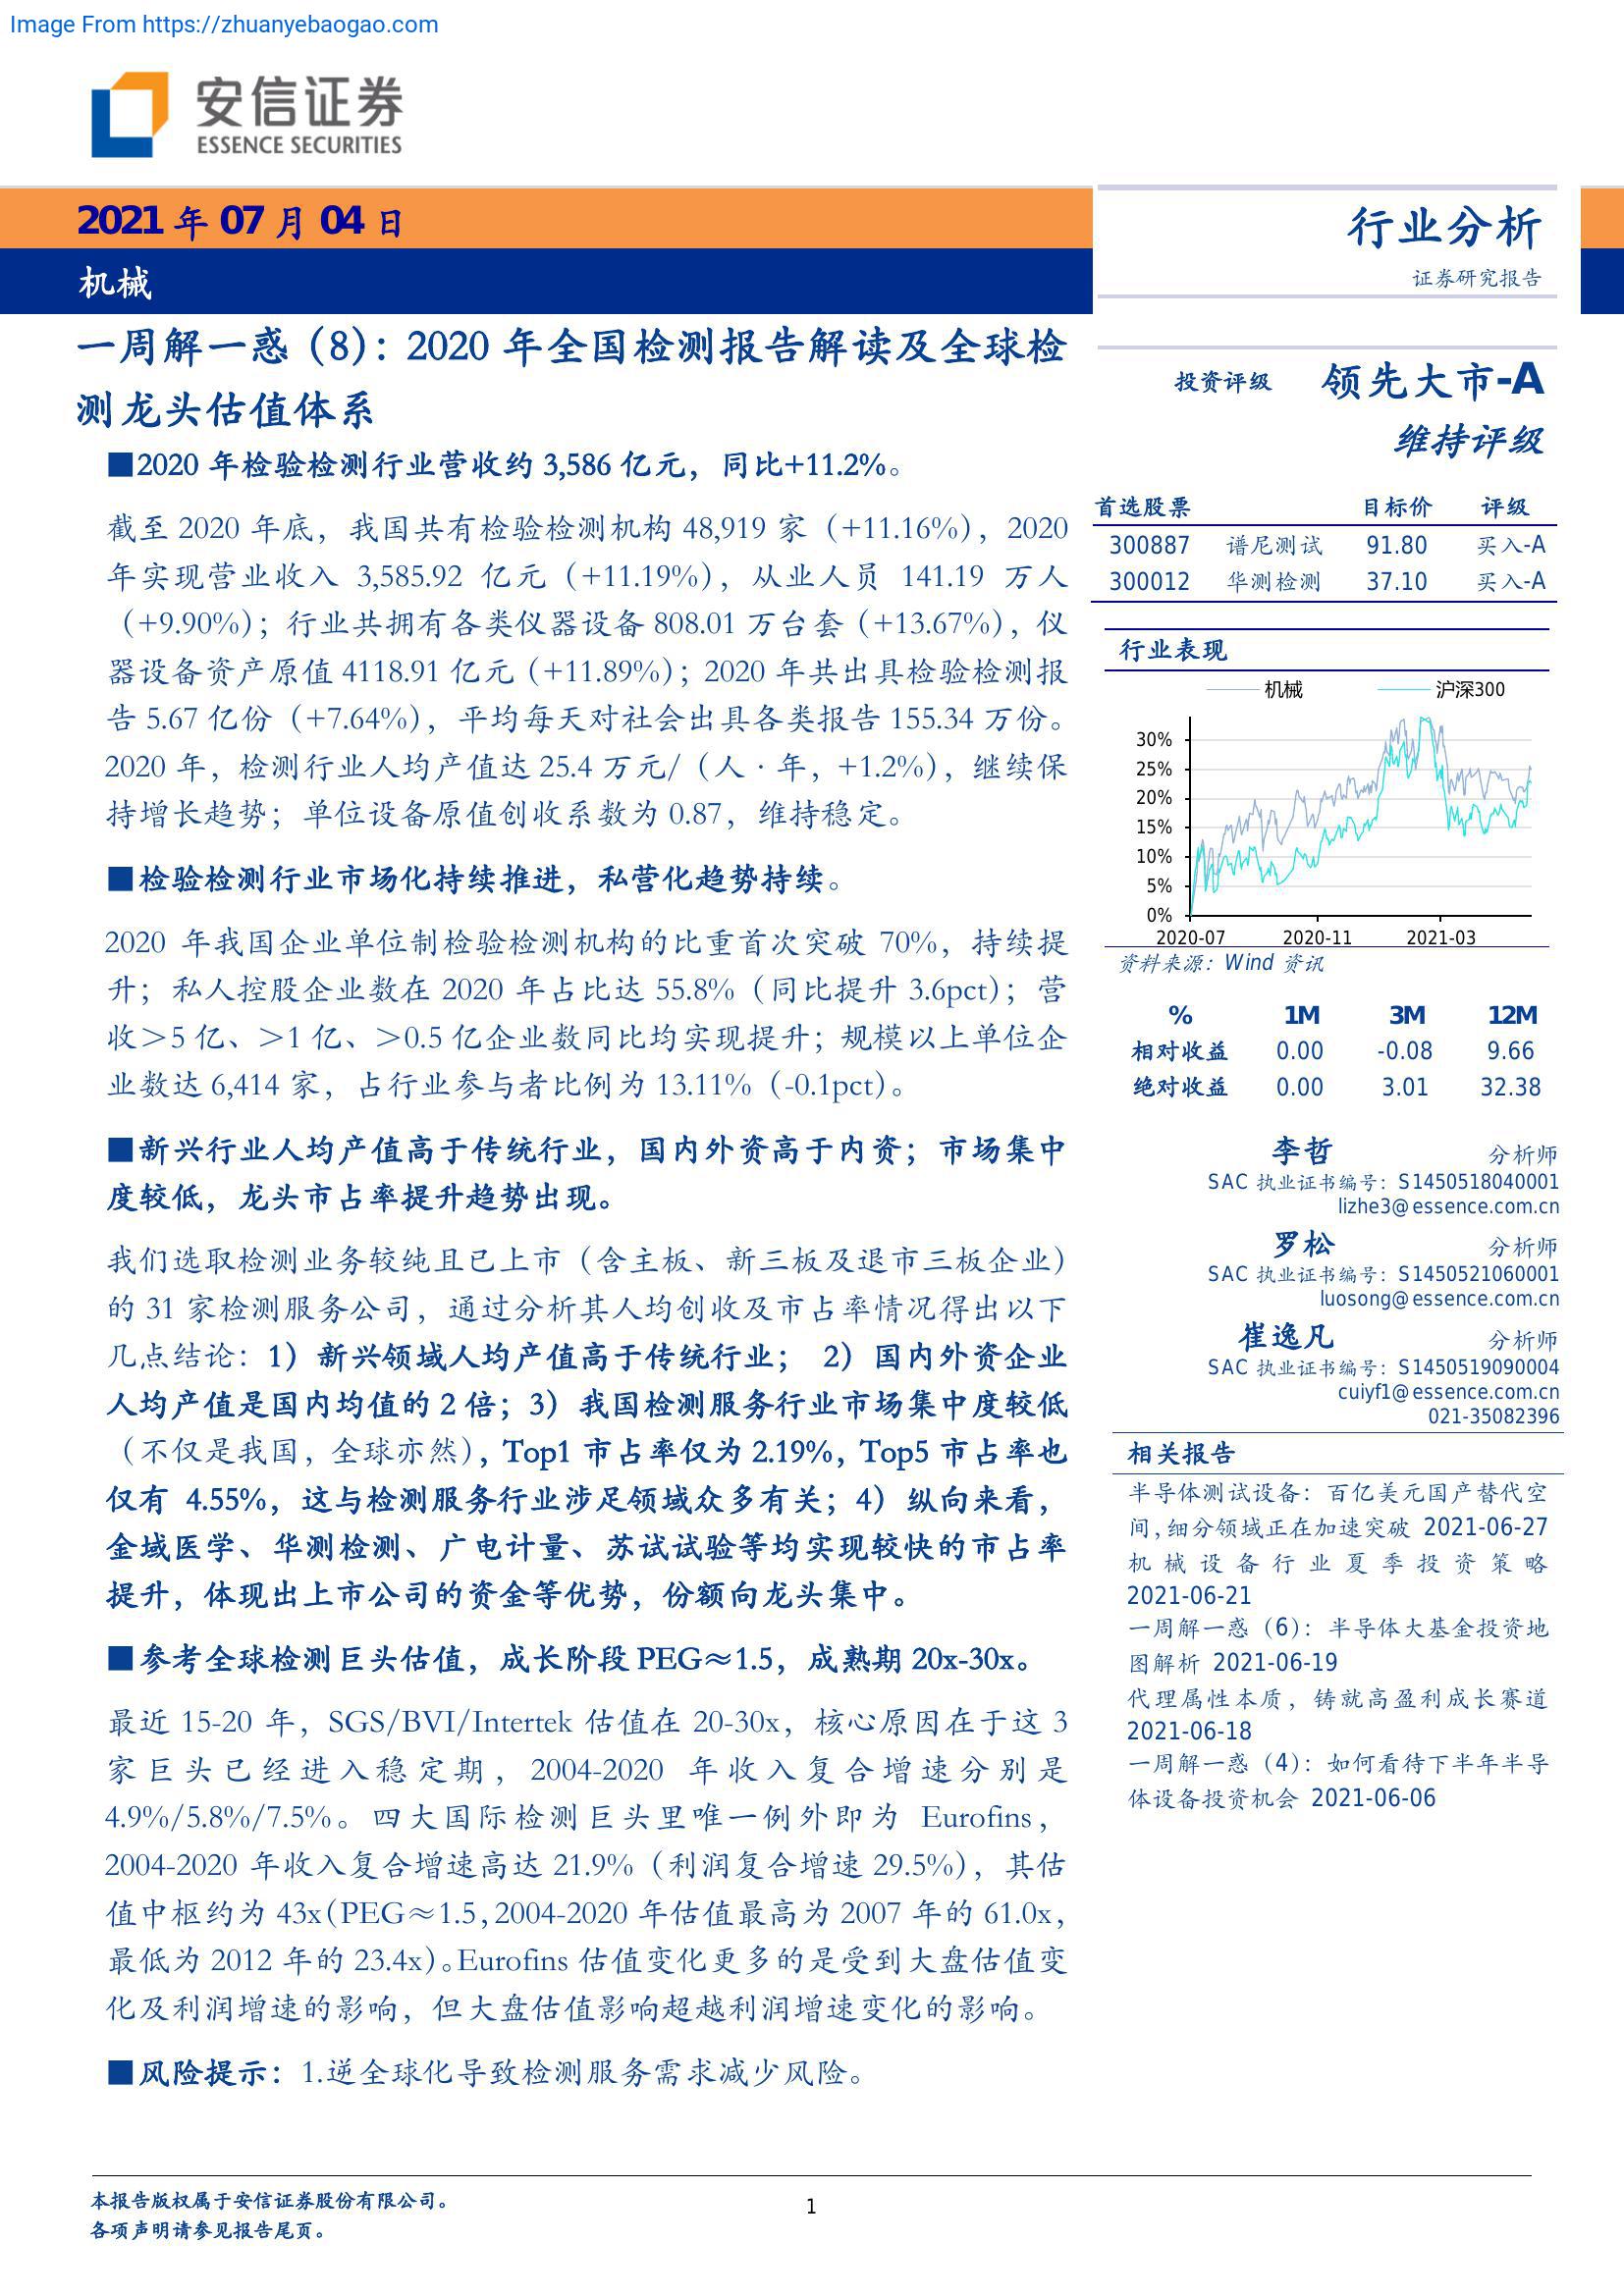 Image From https://zhuanyebaogao.com
安信证券
ESSENCE SECURITIES
2021 年 07 月 04 日
机械
一周解一惑（8）：2020 年全国检测报告解读及全球检
测龙头估值体系
■2020 年检验检测行业营收约 3,586 亿元，同比+11.2%。
截至 2020 年底，我国共有检验检测机构 48,919 家（+11.16%），2020
年实现营业收入 3,585.92 亿元（+11.19%），从业人员 141.19 万人
（+9.90%）；行业共拥有各类仪器设备 808.01 万台套（+13.67%），仪
器设备资产原值 4118.91 亿元（+11.89%）；2020 年共出具检验检测报
告 5.67 亿份（+7.64%），平均每天对社会出具各类报告 155.34 万份。
2020 年，检测行业人均产值达 25.4 万元/（人·年，+1.2%），继续保
持增长趋势；单位设备原值创收系数为 0.87，维持稳定。
■检验检测行业市场化持续推进，私营化趋势持续。
2020 年我国企业单位制检验检测机构的比重首次突破 70%，持续提
升；私人控股企业数在 2020 年占比达 55.8%（同比提升 3.6pct）；营
收＞5 亿、＞1 亿、＞0.5 亿企业数同比均实现提升；规模以上单位企
业数达 6,414 家，占行业参与者比例为 13.11%（-0.1pct）。
■新兴行业人均产值高于传统行业，国内外资高于内资；市场集中
度较低，龙头市占率提升趋势出现。
我们选取检测业务较纯且已上市（含主板、新三板及退市三板企业）
的 31 家检测服务公司，通过分析其人均创收及市占率情况得出以下
几点结论：1）新兴领域人均产值高于传统行业； 2）国内外资企业
人均产值是国内均值的 2 倍；3）我国检测服务行业市场集中度较低
（不仅是我国，全球亦然），Top1 市占率仅为 2.19%，Top5 市占率也
仅有 4.55%，这与检测服务行业涉足领域众多有关；4）纵向来看，
金域医学、华测检测、广电计量、苏试试验等均实现较快的市占率
提升，体现出上市公司的资金等优势，份额向龙头集中。
■参考全球检测巨头估值，成长阶段 PEG≈1.5，成熟期 20x-30x。
最近 15-20 年，SGS/BVI/Intertek 估值在 20-30x，核心原因在于这 3
家巨头已经进入稳定期，2004-2020 年收入复合增速分别是
4.9%/5.8%/7.5%。四大国际检测巨头里唯一例外即为 Eurofins，
2004-2020 年收入复合增速高达 21.9%（利润复合增速 29.5%），其估
值中枢约为 43x（PEG≈1.5，2004-2020 年估值最高为 2007 年的 61.0x，
最低为 2012 年的 23.4x）。Eurofins 估值变化更多的是受到大盘估值变
化及利润增速的影响，但大盘估值影响超越利润增速变化的影响。
■风险提示：1.逆全球化导致检测服务需求减少风险。
行业分析
证券研究报告
投资评级 领先大市-A
维持评级
首选股票 目标价 评级
300887 谱尼测试 91.80 买入-A
300012 华测检测 37.10 买入-A
行业表现
机械 沪深300
30%
25%
20%
15%
10%
5%
0%
2020-07 2020-11 2021-03
资料来源：Wind 资讯
% 1M 3M 12M
相对收益 0.00 -0.08 9.66
绝对收益 0.00 3.01 32.38
李哲 分析师
SAC 执业证书编号：S1450518040001
lizhe3@essence.com.cn
罗松 分析师
SAC 执业证书编号：S1450521060001
luosong@essence.com.cn
崔逸凡 分析师
SAC 执业证书编号：S1450519090004
cuiyf1@essence.com.cn
021-35082396
相关报告
半导体测试设备：百亿美元国产替代空
间，细分领域正在加速突破 2021-06-27
机械设备行业夏季投资策略
2021-06-21
一周解一惑（6）：半导体大基金投资地
图解析 2021-06-19
代理属性本质，铸就高盈利成长赛道
2021-06-18
一周解一惑（4）：如何看待下半年半导
体设备投资机会 2021-06-06
本报告版权属于安信证券股份有限公司。
各项声明请参见报告尾页。
1